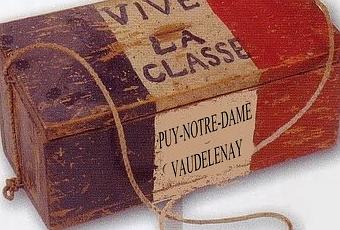 VIVE
LA
CLASSE
PUY-NOTRE-DAME
VAUDELENAY